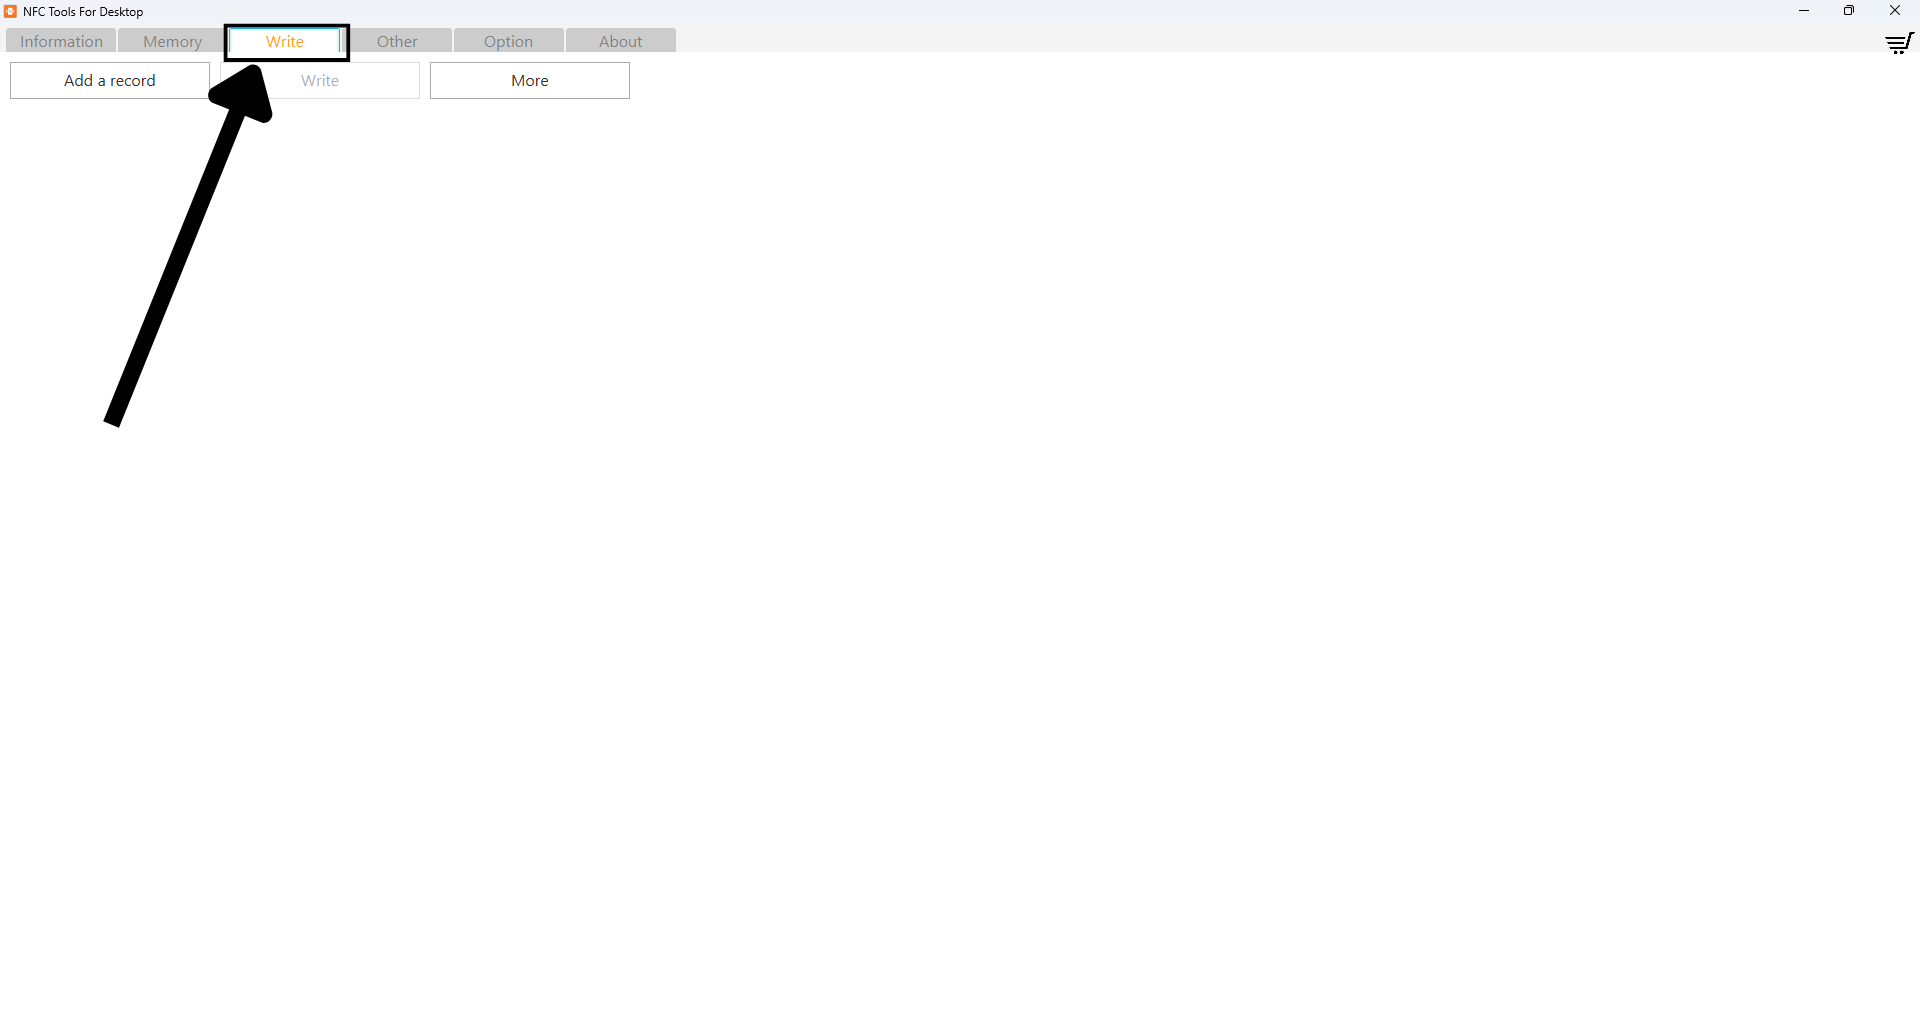 NFC Tools For Desktop
Information Memory Write Other Option About
Add a record Write More